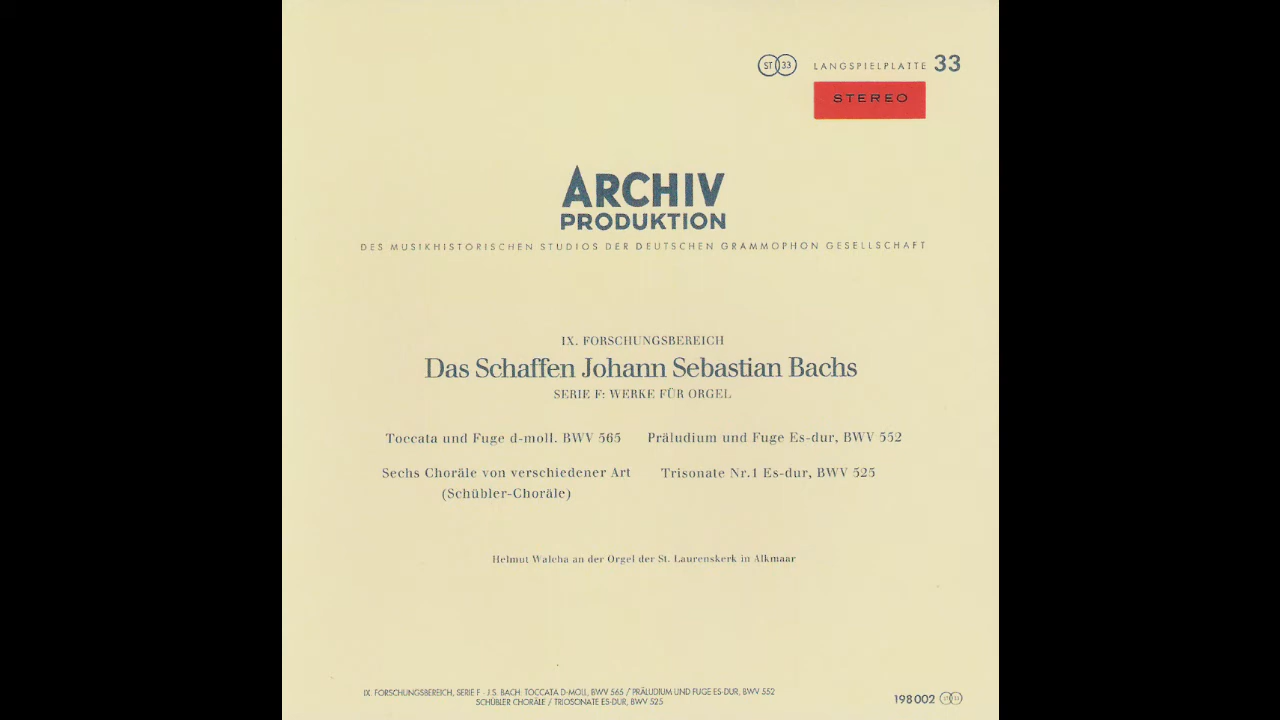 ST 33 LANGSPIELPLATTE 33
STEREO
ARCHIV
PRODUKTION
DES MUSIKHISTORISCHEN STUDIOS DER DEUTSCHEN GRAMMOPHON GESELLSCHAFT
IX. FORSCHUNGSBEREICH
Das Schaffen Johann Sebastian Bachs
SERIE F: WERKE FÜR ORGEL
Toccata und Fuge d-moll. BWV 565 Präludium und Fuge Es-dur, BWV 552
Sechs Choräle von verschiedener Art Trisonate Nr.1 Es-dur, BWV 525
(Schübler-Choräle)
Helmut Walcha an der Orgel der St. Laurenskerk in Alkmaar
IX. FORSCHUNGSBEREICH, SERIE F · J. S. BACH: TOCCATA D-MOLL, BWV 565 / PRÄLUDIUM UND FUGE ES-DUR, BWV 552
SCHÜBLER CHORÄLE / TRIOSONATE ES-DUR, BWV 525
198 002 ST 33